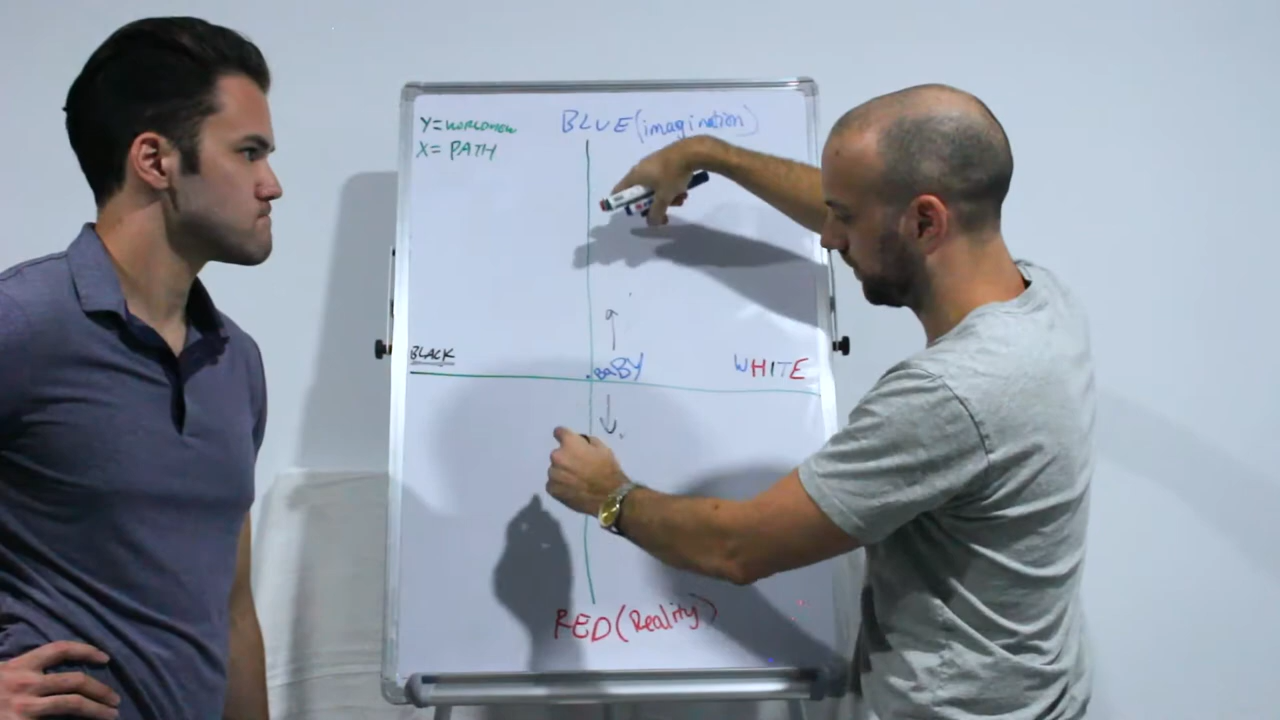 Y=WORLDVIEW
X= PATH
BLUE(imagination)
BLACK
BABY
WHITE
RED(Reality)